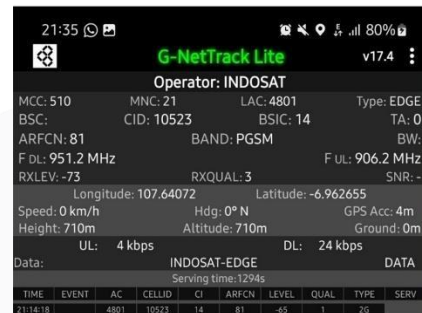 21:35 80%
G-NetTrack Lite v17.4
Operator: INDOSAT
MCC: 510 MNC: 21 LAC: 4801 Type: EDGE
BSC: CID: 10523 BSIC: 14 TA: 0
ARFCN: 81 BAND: PGSM BW:
F DL: 951.2 MHz F UL: 906.2 MHz
RXLEV: -73 RXQUAL: 3 SNR: -
Longitude: 107.64072 Latitude: -6.962655
Speed: 0 km/h Hdg: 0° N GPS Acc: 4m
Height: 710m Altitude: 710m Ground: 0m
UL: 4 kbps DL: 24 kbps
Data: INDOSAT-EDGE DATA
Serving time: 1294s
TIME EVENT AC CELLID CI ARFCN LEVEL QUAL TYPE SERV
21:14:18 4801 10523 14 81 -65 1 2G